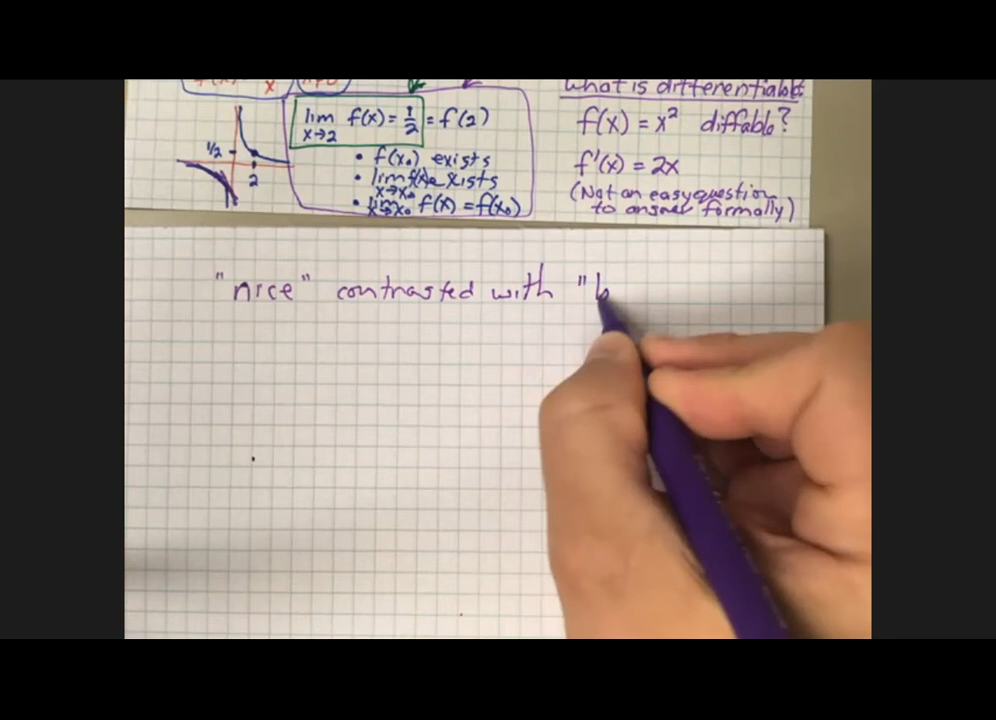 lim f(x) = 1/2 = f(2)
x→2
1/2
2
• f(x₀) exists
• lim f(x) exists
x→x₀
• lim f(x) = f(x₀)
x→x₀
What is differentiable
f(x) = x² diffable?
f'(x) = 2x
(Not an easy question
to answer formally)
"nice" contrasted with "b